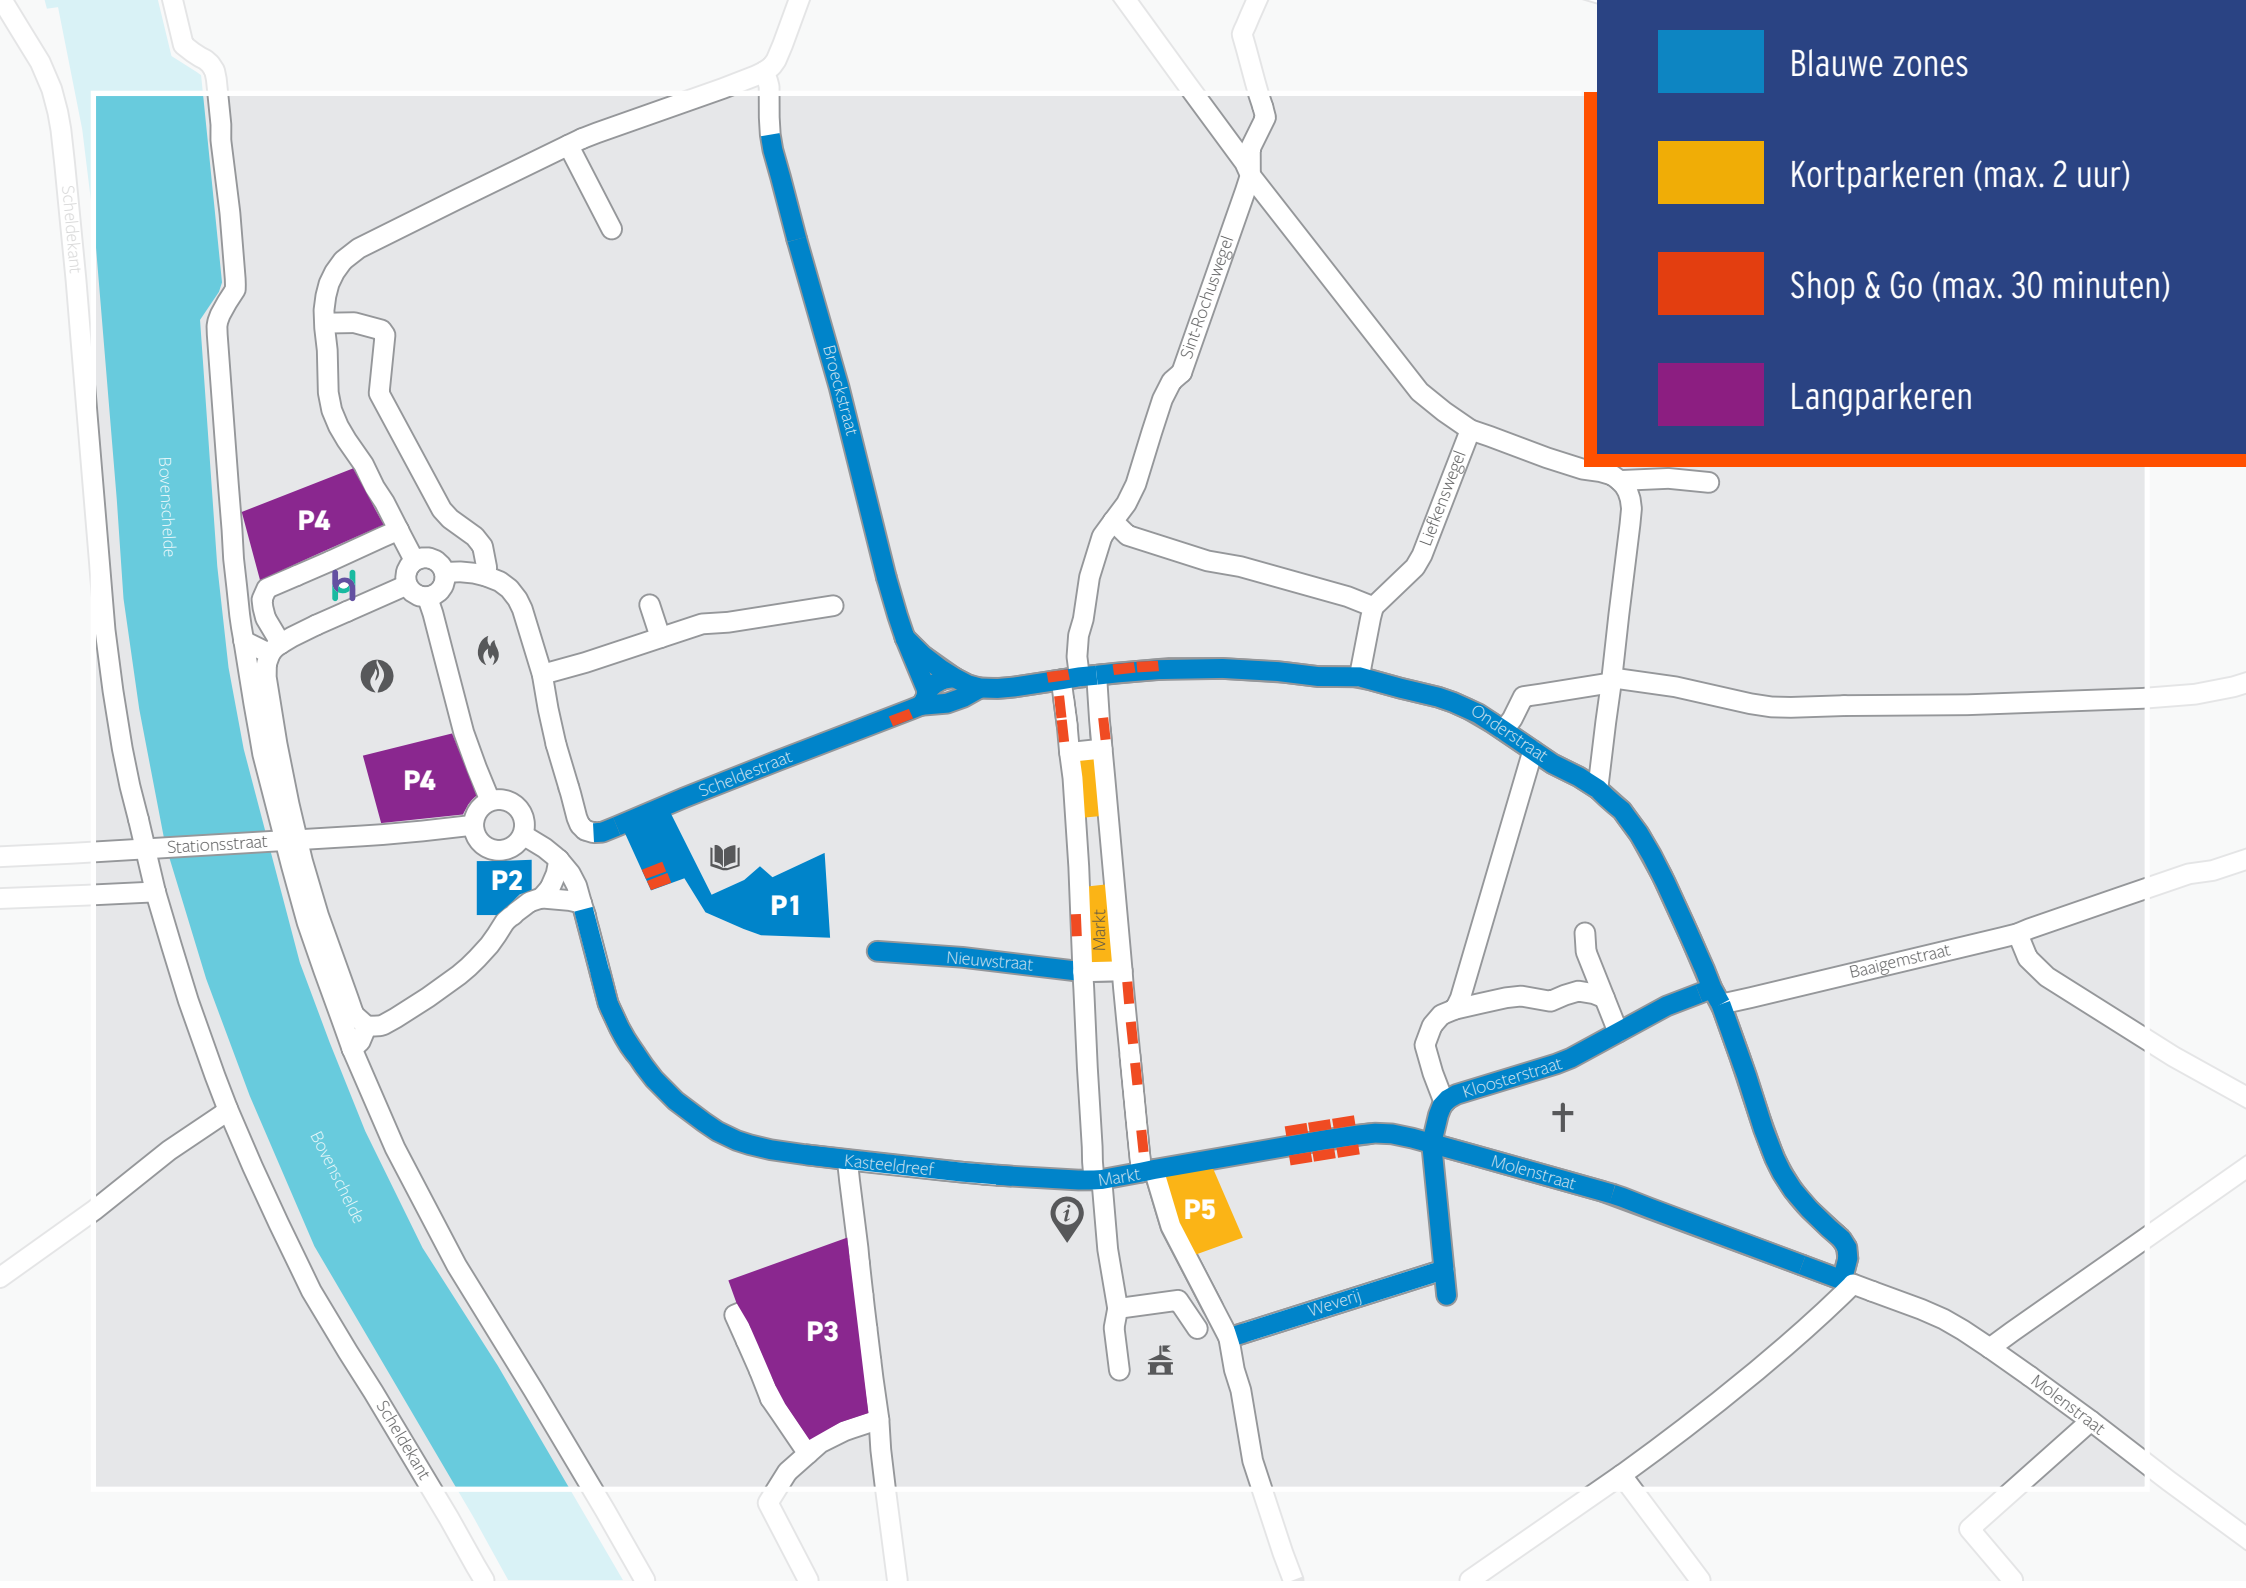 Blauwe zones
Kortparkeren (max. 2 uur)
Shop & Go (max. 30 minuten)
Langparkeren
Scheldekant
Sint-Rochuswegel
Broeckstraat
Bovenschelde
Liefkenswegel
P4
Onderstraat
P4
Scheldestraat
Stationsstraat
P2
P1
Markt
Nieuwstraat
Baaigemstraat
Kloosterstraat
Kasteeldreef
Markt
Molenstraat
Bovenschelde
i
P5
Weverij
P3
Molenstraat
Scheldekant